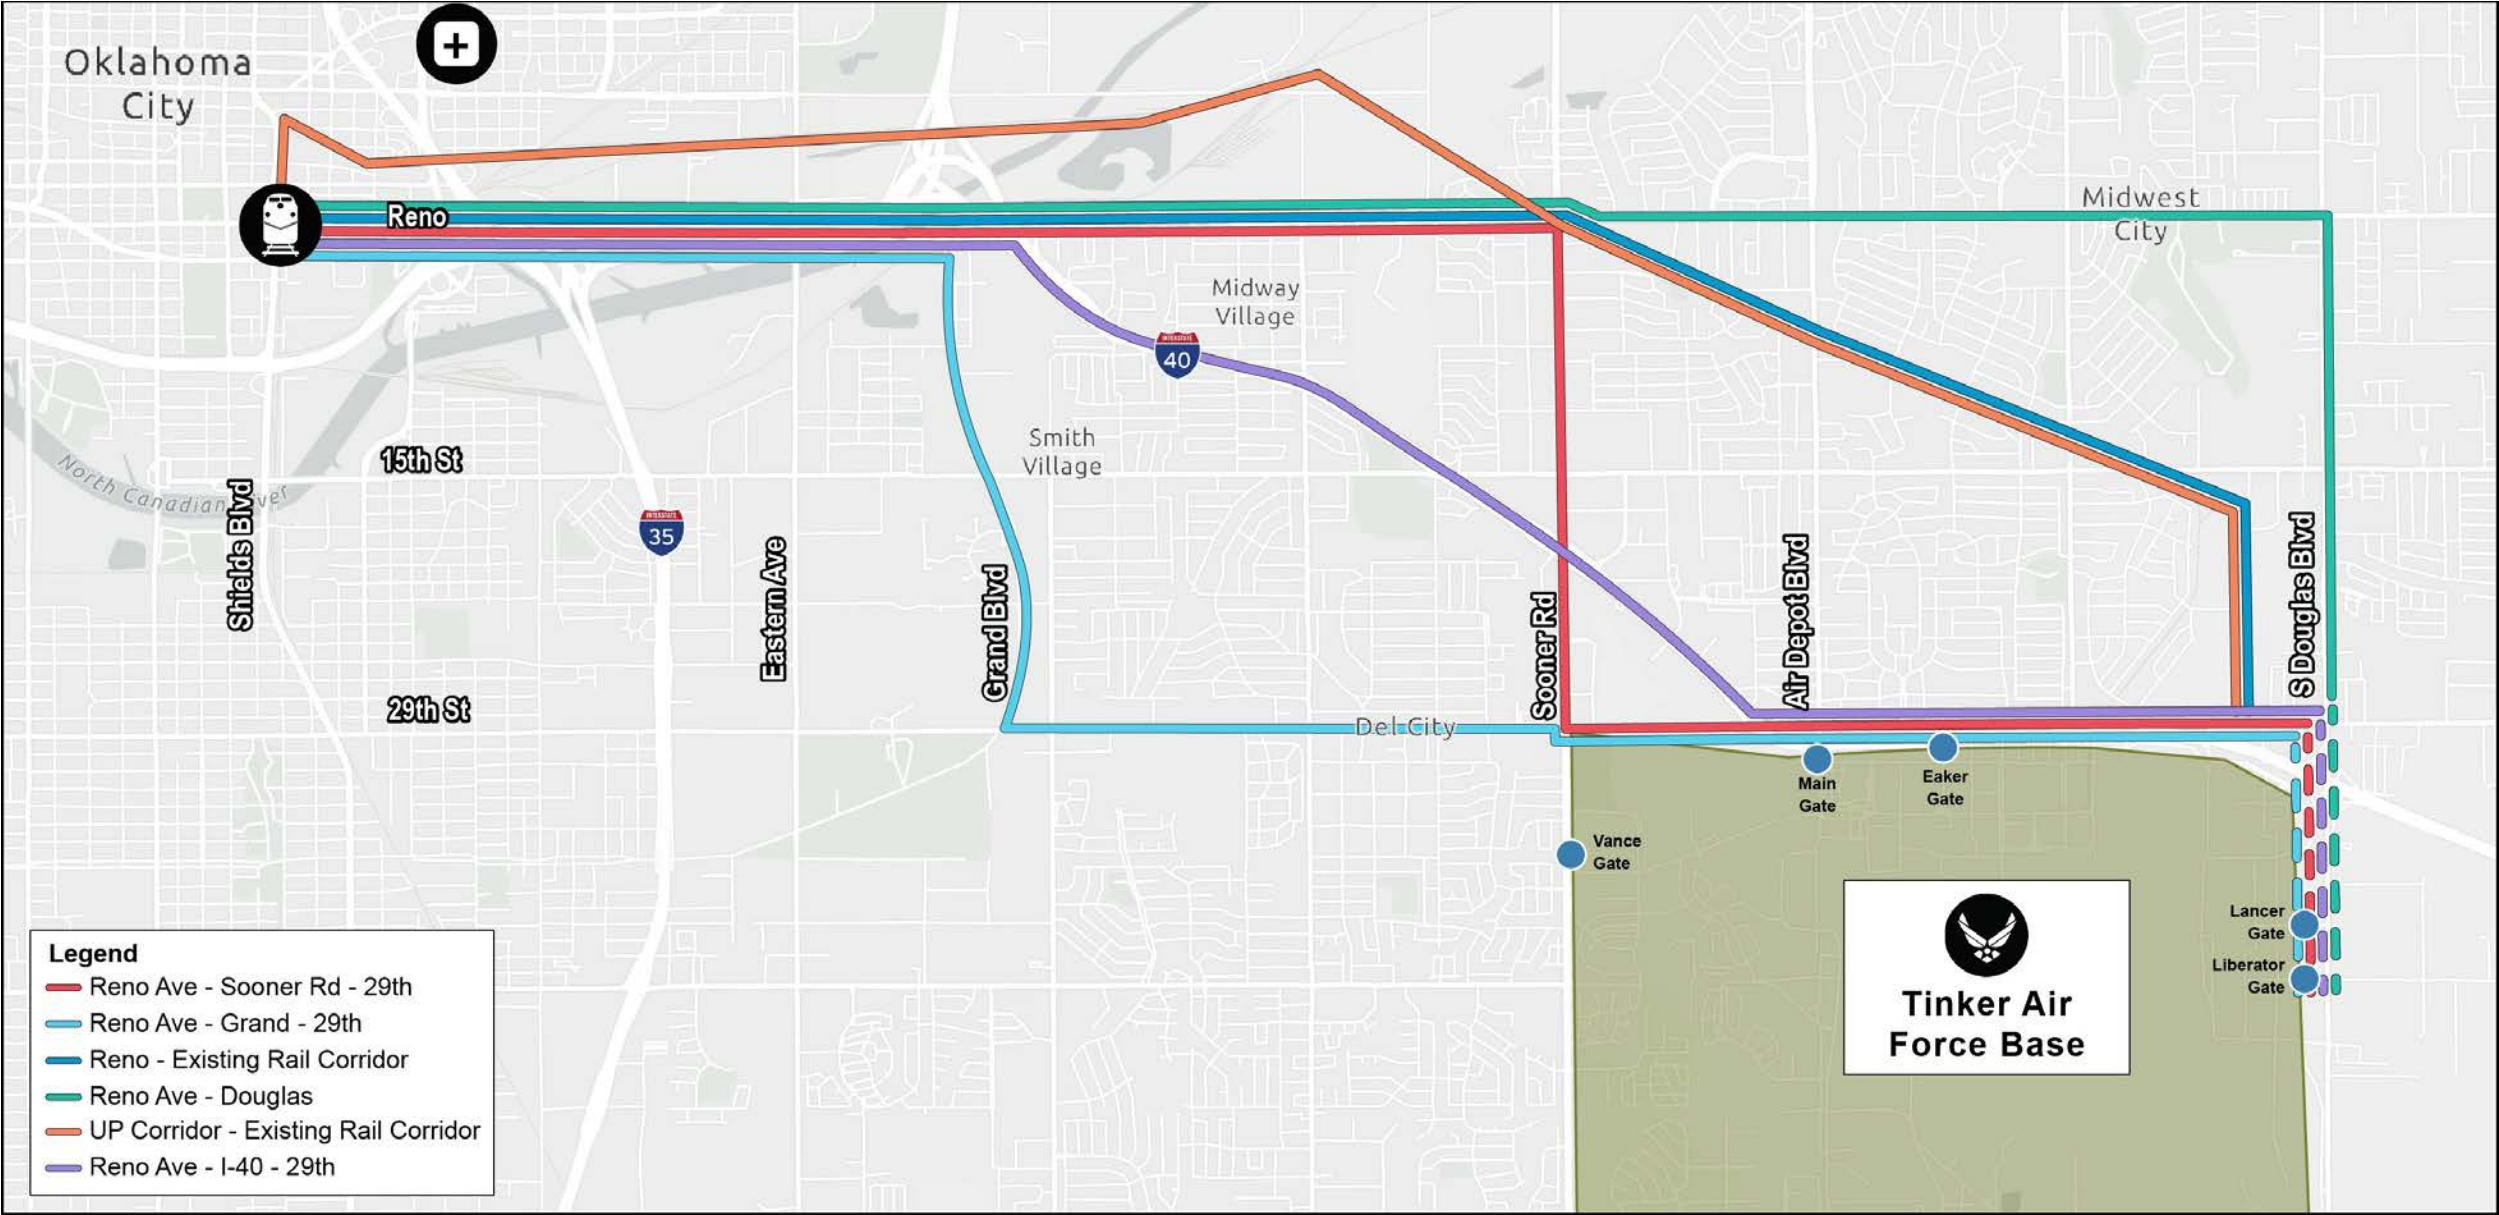 Oklahoma
City
Reno
Midwest
City
Midway
Village
INTERSTATE
40
Smith
Village
15th St
North Canadian River
INTERSTATE
35
Shields Blvd
Eastern Ave
Grand Blvd
Sooner Rd
Air Depot Blvd
S Douglas Blvd
29th St
Del City
Main
Gate
Eaker
Gate
Vance
Gate
Lancer
Gate
Liberator
Gate
Tinker Air
Force Base
Legend
Reno Ave - Sooner Rd - 29th
Reno Ave - Grand - 29th
Reno - Existing Rail Corridor
Reno Ave - Douglas
UP Corridor - Existing Rail Corridor
Reno Ave - I-40 - 29th